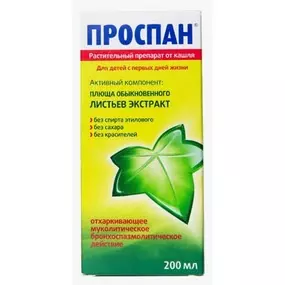 ПРОСПАН®
Растительный препарат от кашля
Для детей с первых дней жизни
Активный компонент:
ПЛЮЩА ОБЫКНОВЕННОГО
ЛИСТЬЕВ ЭКСТРАКТ
без спирта этилового
без сахара
без красителей
отхаркивающее
муколитическое
бронхоспазмолитическое
действие
200 мл